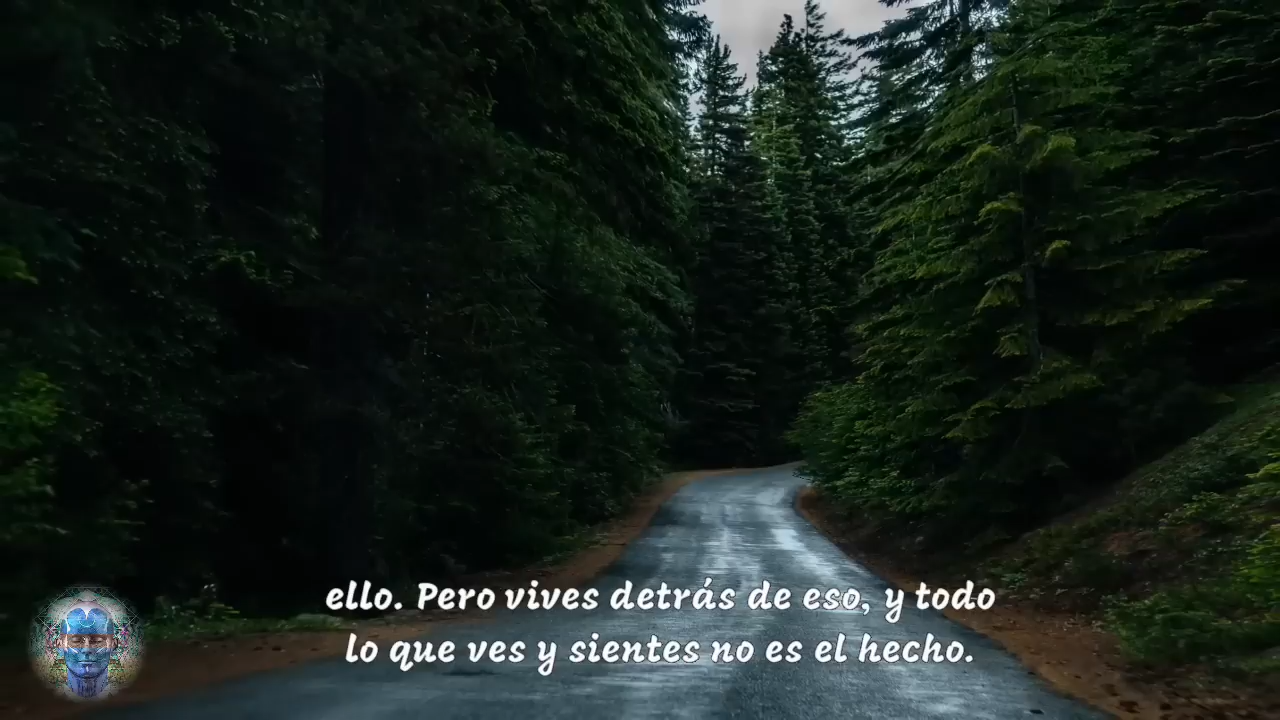 ello. Pero vives detrás de eso, y todo
lo que ves y sientes no es el hecho.